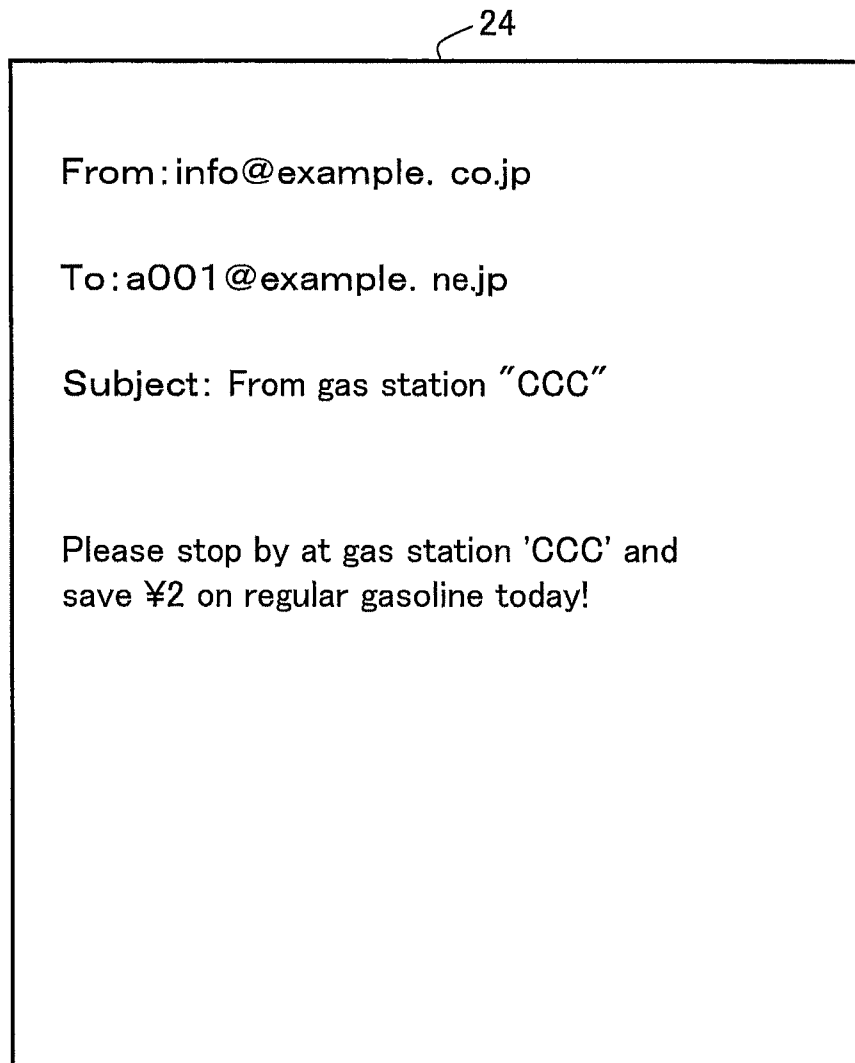 24
From:info@example. co.jp
To:a001@example. ne.jp
Subject: From gas station "CCC"
Please stop by at gas station 'CCC' and
save ¥2 on regular gasoline today!